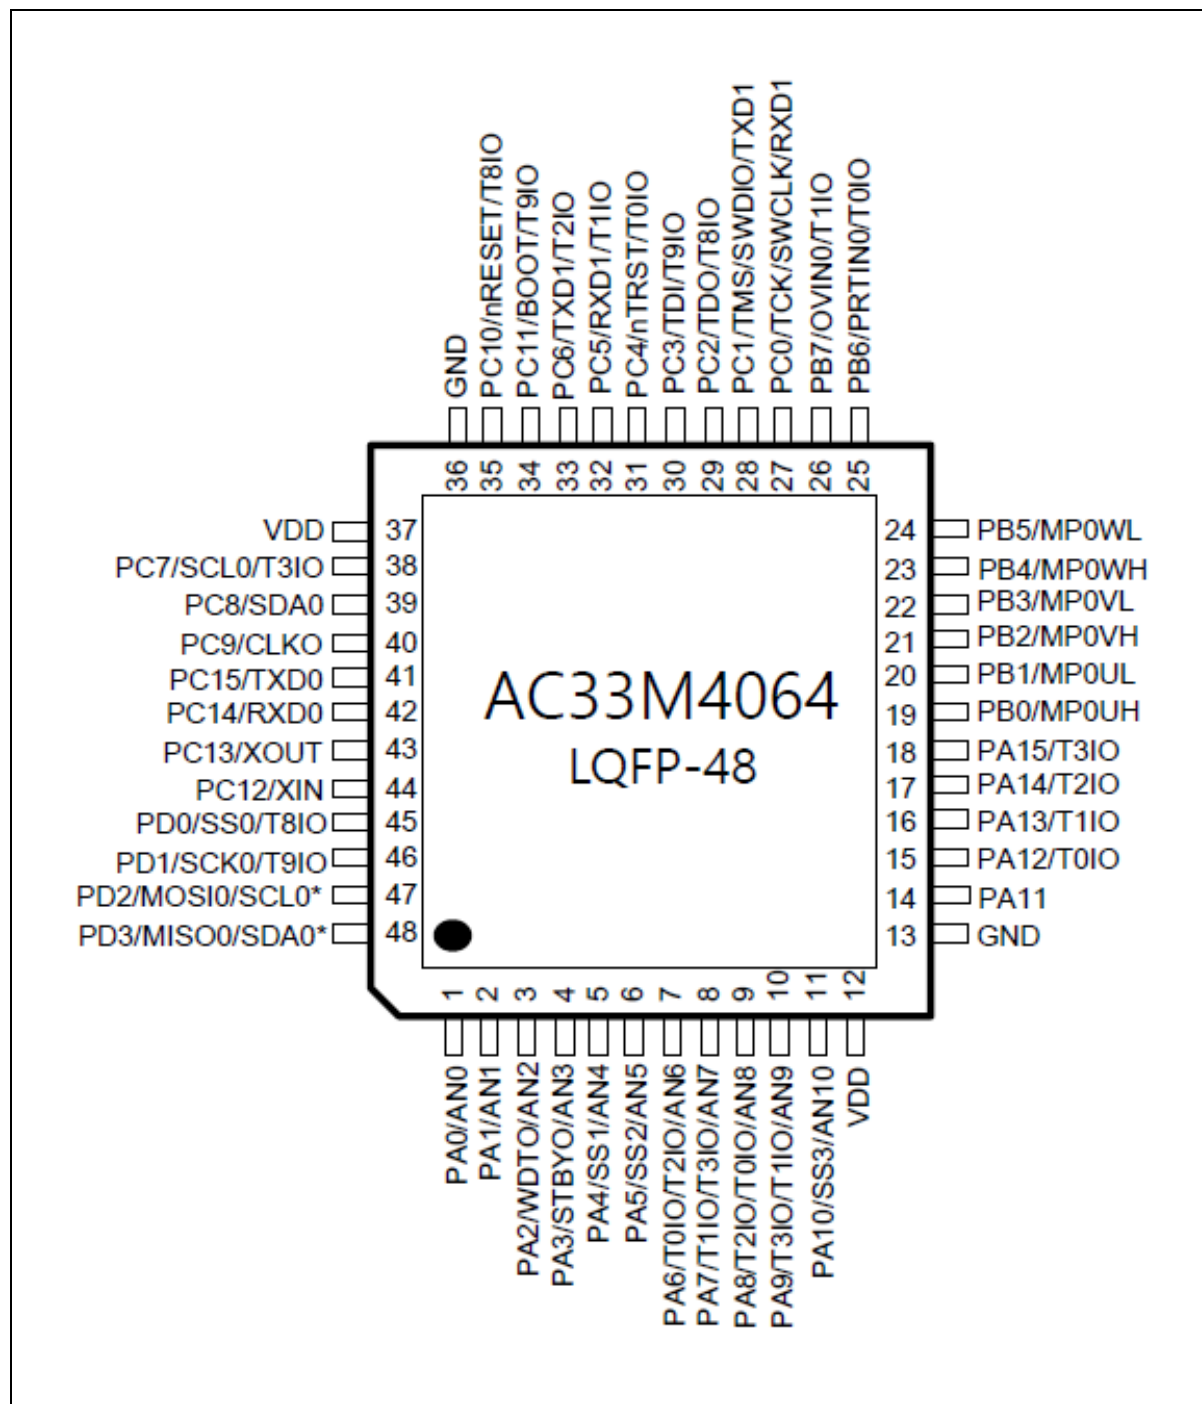 GND
PC10/nRESET/T8IO
PC11/BOOT/T9IO
PC6/TXD1/T2IO
PC5/RXD1/T1IO
PC4/nTRST/T0IO
PC3/TDI/T9IO
PC2/TDO/T8IO
PC1/TMS/SWDIO/TXD1
PC0/TCK/SWCLK/RXD1
PB7/OVIN0/T1IO
PB6/PRTIN0/T0IO
36
35
34
33
32
31
30
29
28
27
26
25
VDD 37
PC7/SCL0/T3IO 38
PC8/SDA0 39
PC9/CLKO 40
PC15/TXD0 41
PC14/RXD0 42
PC13/XOUT 43
PC12/XIN 44
PD0/SS0/T8IO 45
PD1/SCK0/T9IO 46
PD2/MOSI0/SCL0* 47
PD3/MISO0/SDA0* 48
AC33M4064
LQFP-48
24 PB5/MP0WL
23 PB4/MP0WH
22 PB3/MP0VL
21 PB2/MP0VH
20 PB1/MP0UL
19 PB0/MP0UH
18 PA15/T3IO
17 PA14/T2IO
16 PA13/T1IO
15 PA12/T0IO
14 PA11
13 GND
1
2
3
4
5
6
7
8
9
10
11
12
PA0/AN0
PA1/AN1
PA2/WDTO/AN2
PA3/STBYO/AN3
PA4/SS1/AN4
PA5/SS2/AN5
PA6/T0IO/T2IO/AN6
PA7/T1IO/T3IO/AN7
PA8/T2IO/T0IO/AN8
PA9/T3IO/T1IO/AN9
PA10/SS3/AN10
VDD